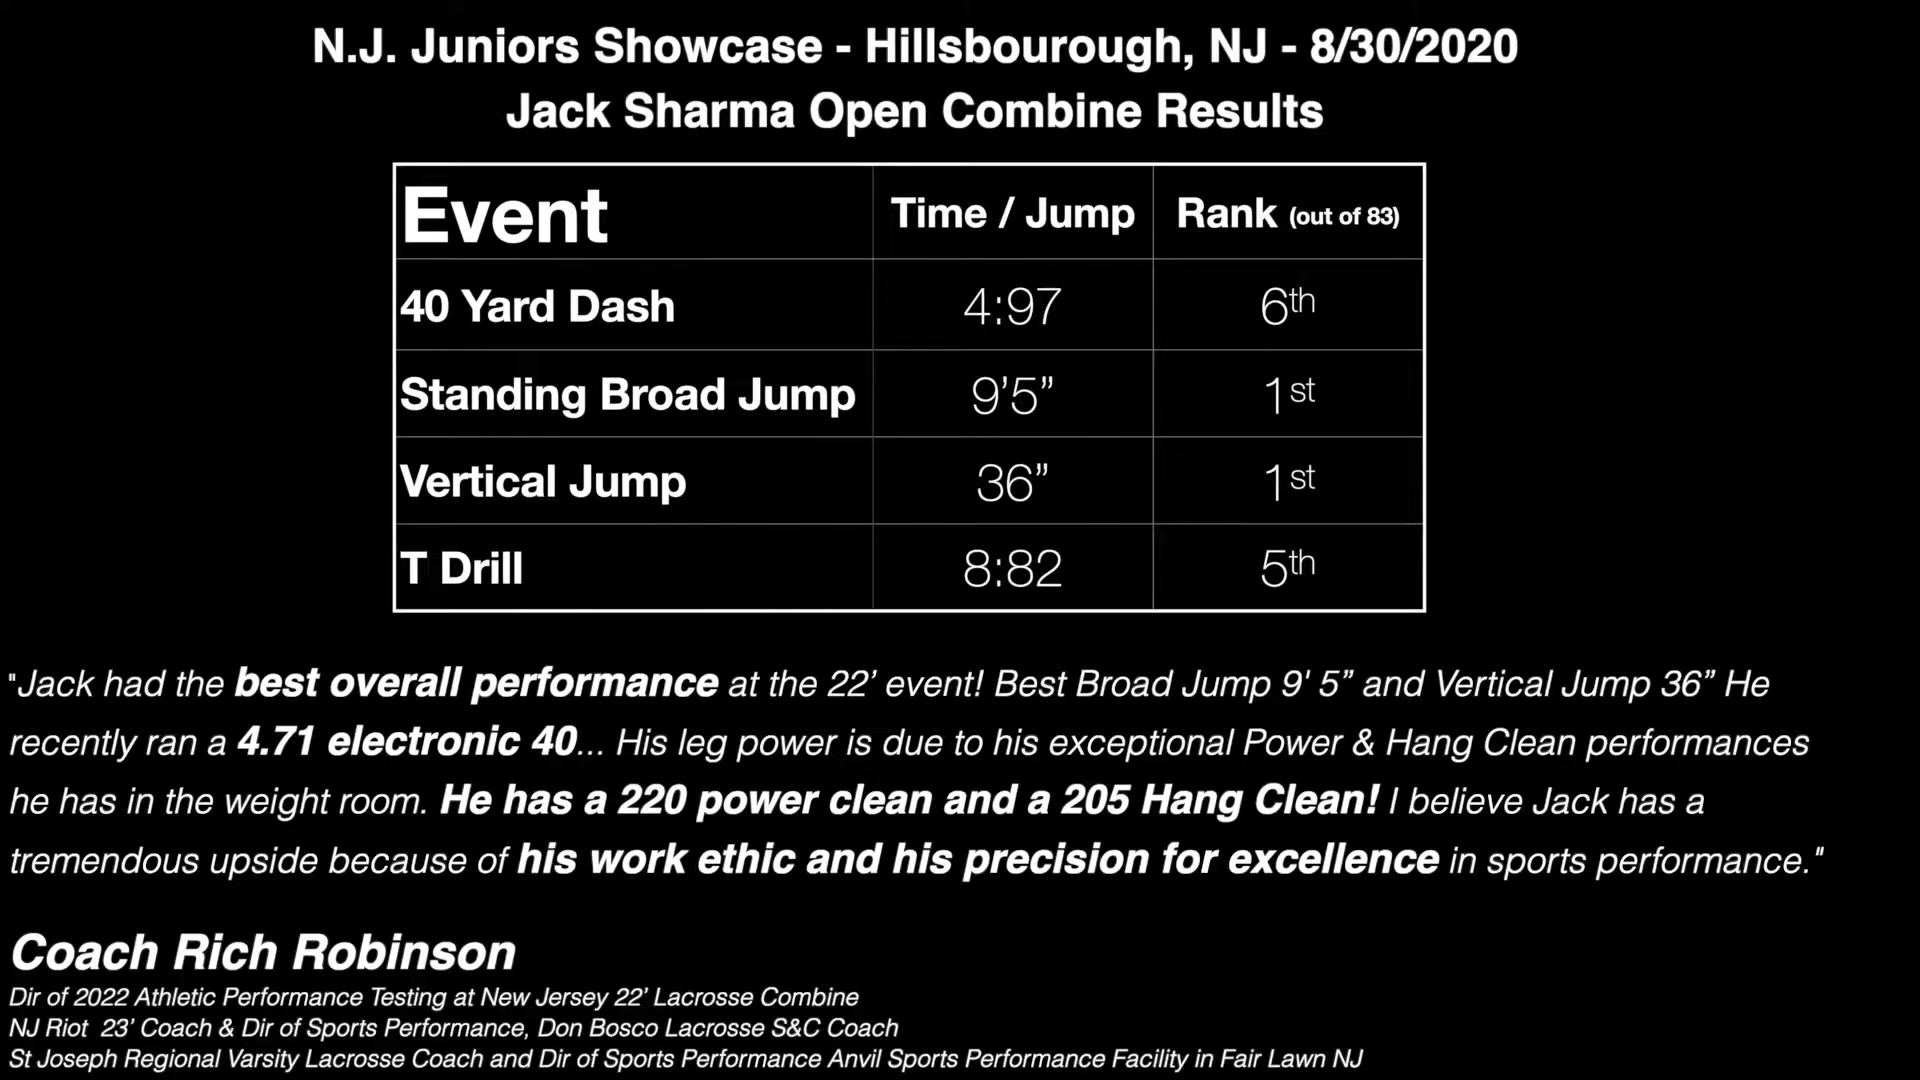 N.J. Juniors Showcase - Hillsbourough, NJ - 8/30/2020
Jack Sharma Open Combine Results
Event Time / Jump Rank (out of 83)
40 Yard Dash 4:97 6th
Standing Broad Jump 9’5” 1st
Vertical Jump 36” 1st
T Drill 8:82 5th
"Jack had the best overall performance at the 22’ event! Best Broad Jump 9' 5” and Vertical Jump 36” He
recently ran a 4.71 electronic 40... His leg power is due to his exceptional Power & Hang Clean performances
he has in the weight room. He has a 220 power clean and a 205 Hang Clean! I believe Jack has a
tremendous upside because of his work ethic and his precision for excellence in sports performance."
Coach Rich Robinson
Dir of 2022 Athletic Performance Testing at New Jersey 22’ Lacrosse Combine
NJ Riot 23’ Coach & Dir of Sports Performance, Don Bosco Lacrosse S&C Coach
St Joseph Regional Varsity Lacrosse Coach and Dir of Sports Performance Anvil Sports Performance Facility in Fair Lawn NJ